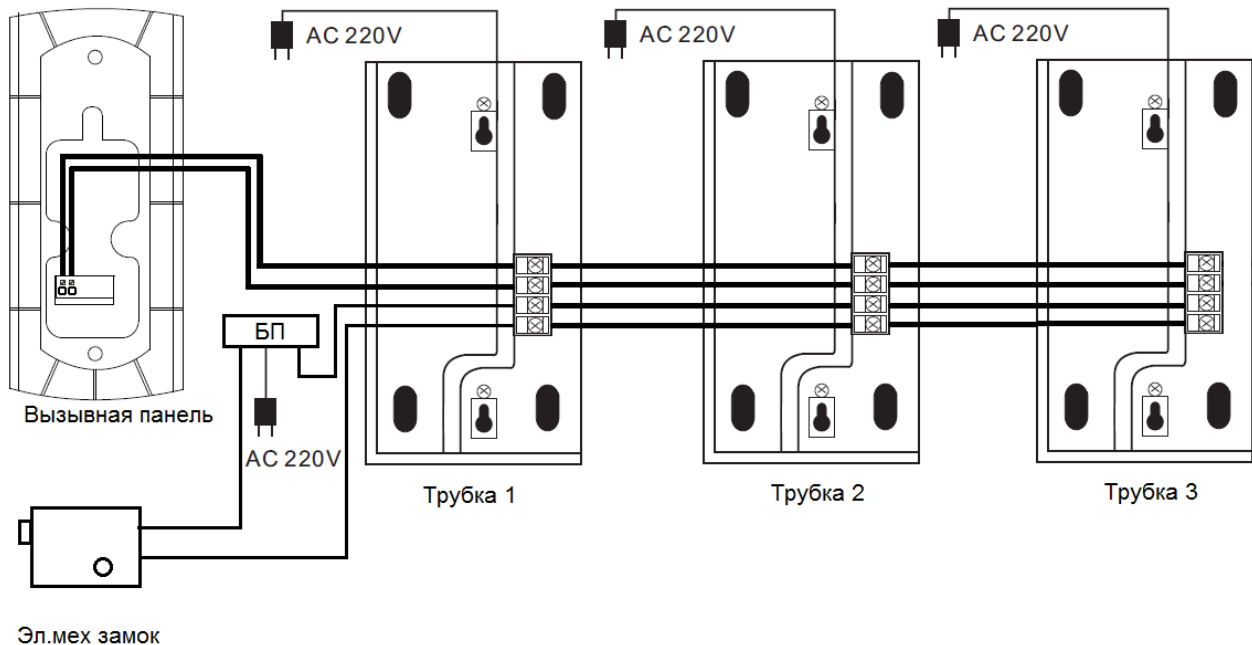 AC 220V
AC 220V
AC 220V
БП
Вызывная панель
AC 220V
Трубка 1
Трубка 2
Трубка 3
Эл.мех замок